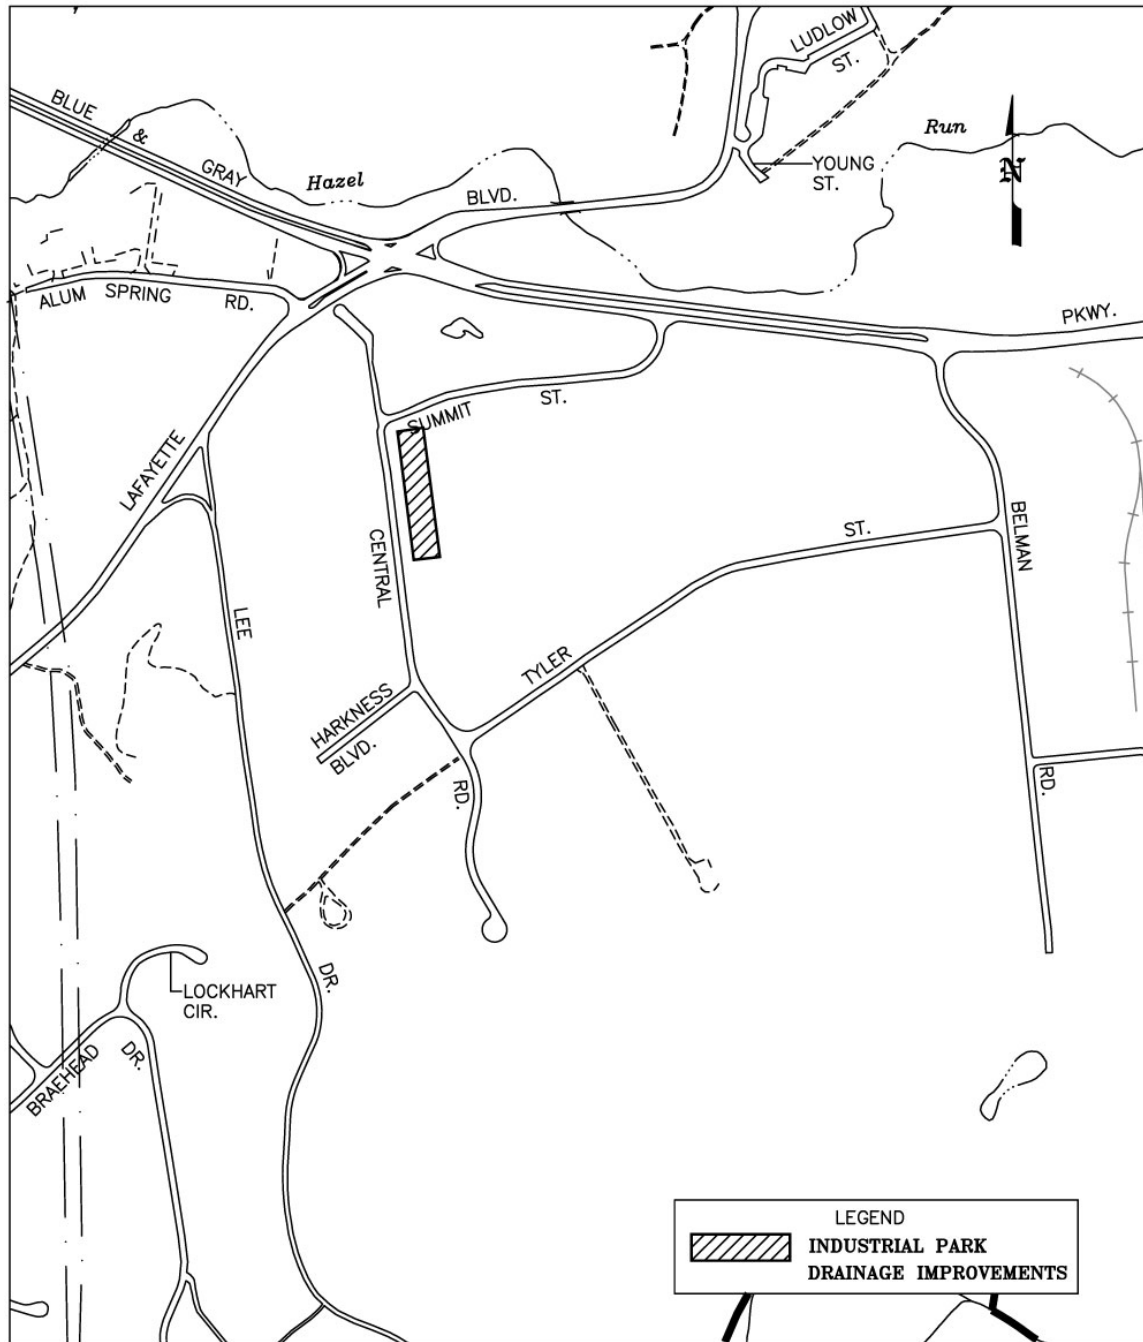 LUDLOW
ST.
BLUE
&
GRAY
Run
N
Hazel
YOUNG
ST.
BLVD.
ALUM SPRING RD.
PKWY.
ST.
SUMMIT
LAFAYETTE
CENTRAL
BELMAN
ST.
LEE
TYLER
HARKNESS
BLVD.
RD.
RD.
DR.
LOCKHART
CIR.
BRAEHEAD
DR.
LEGEND
INDUSTRIAL PARK
DRAINAGE IMPROVEMENTS